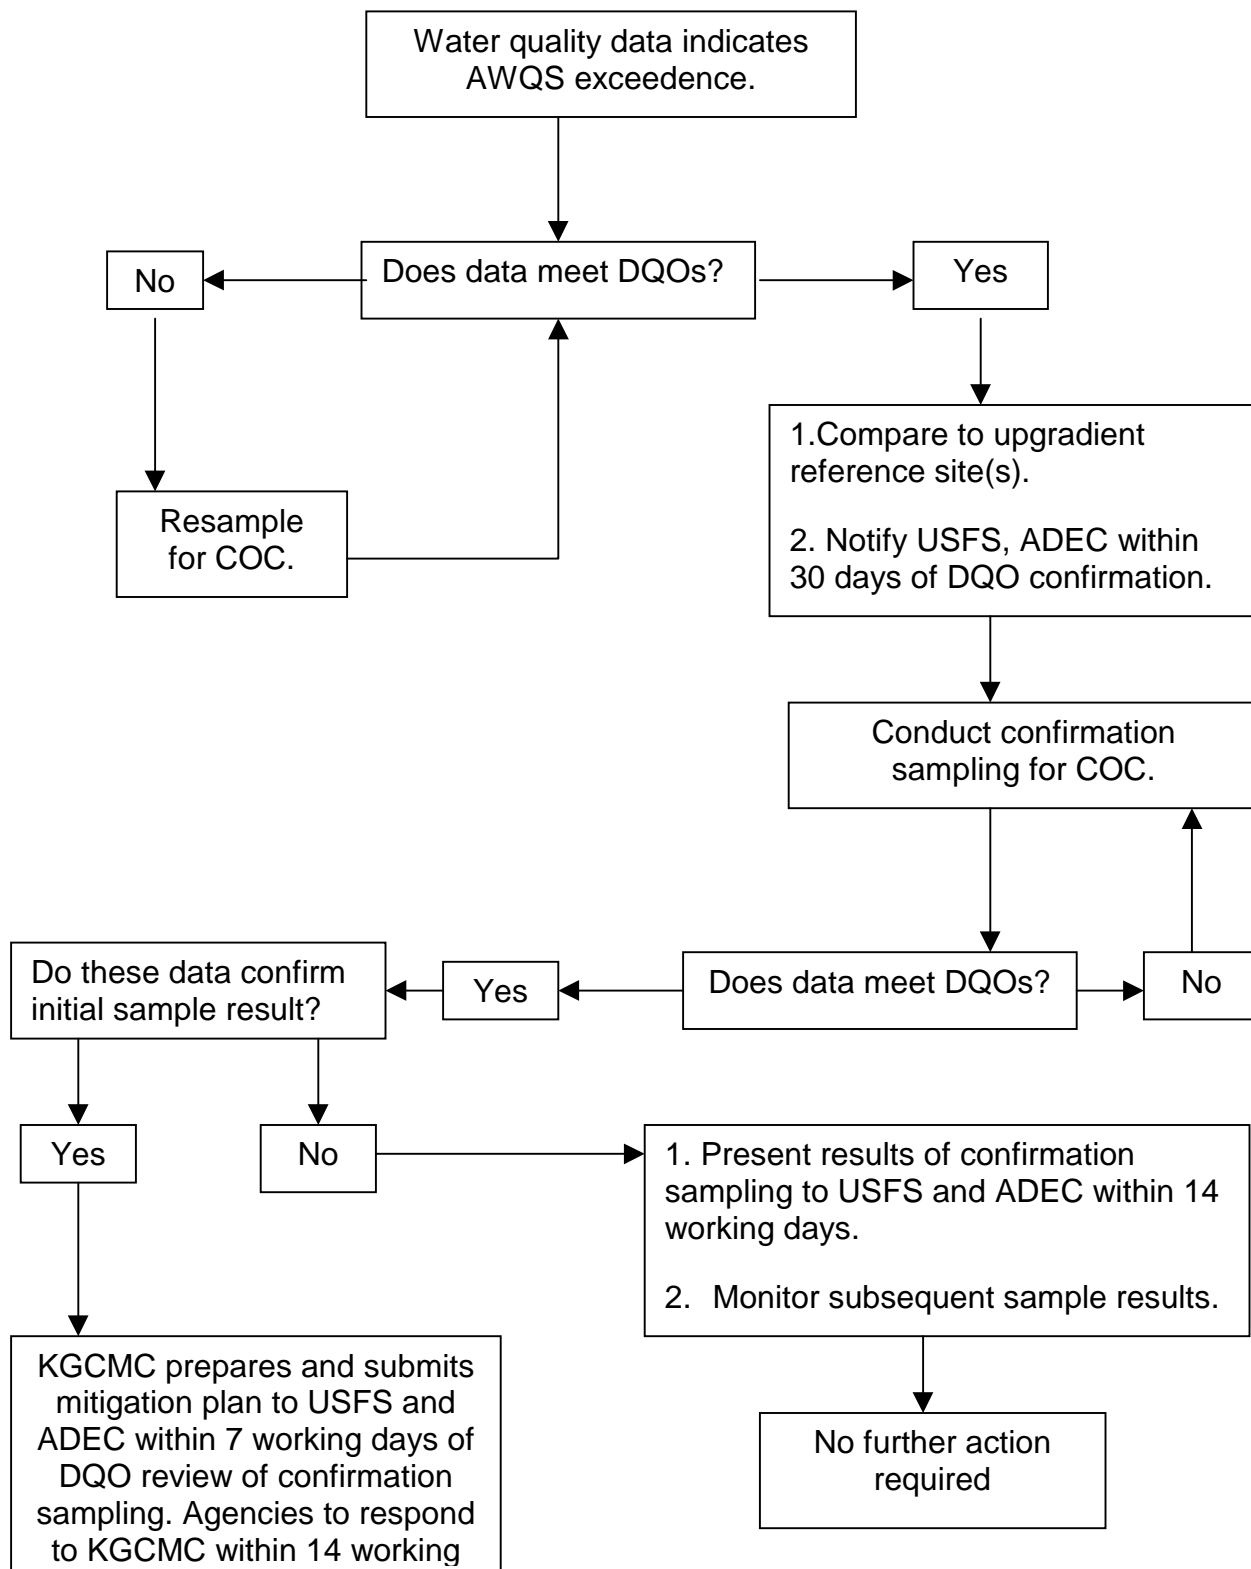 Water quality data indicates
AWQS exceedence.
No
Does data meet DQOs?
Yes
1.Compare to upgradient
reference site(s).
2. Notify USFS, ADEC within
30 days of DQO confirmation.
Resample
for COC.
Conduct confirmation
sampling for COC.
Do these data confirm
initial sample result?
Yes
Does data meet DQOs?
No
Yes
No
1. Present results of confirmation
sampling to USFS and ADEC within 14
working days.
2. Monitor subsequent sample results.
KGCMC prepares and submits
mitigation plan to USFS and
ADEC within 7 working days of
DQO review of confirmation
sampling. Agencies to respond
to KGCMC within 14 working
No further action
required